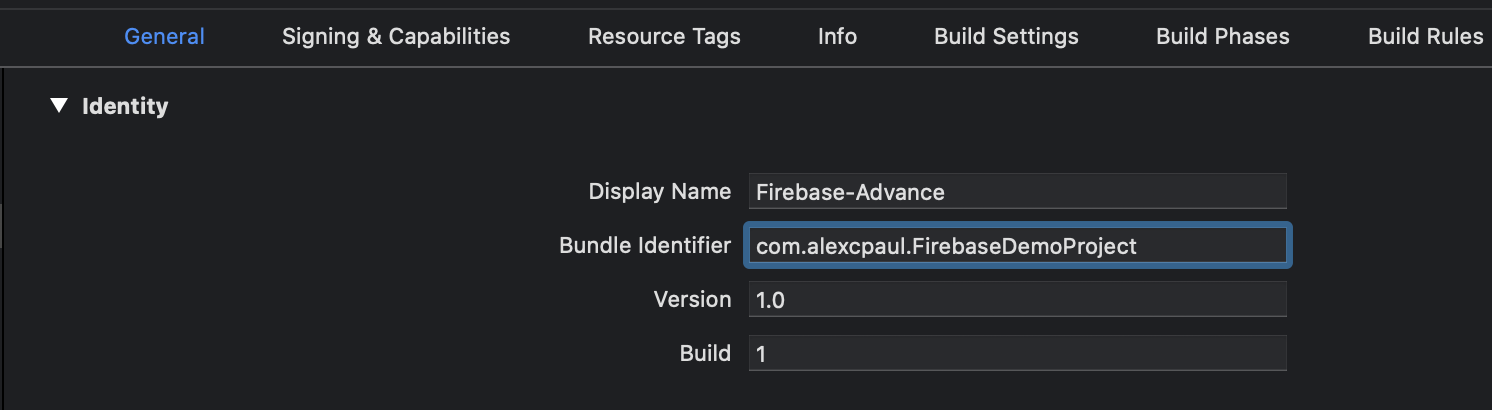 General Signing & Capabilities Resource Tags Info Build Settings Build Phases Build Rules
Identity
Display Name Firebase-Advance
Bundle Identifier com.alexcpaul.FirebaseDemoProject
Version 1.0
Build 1